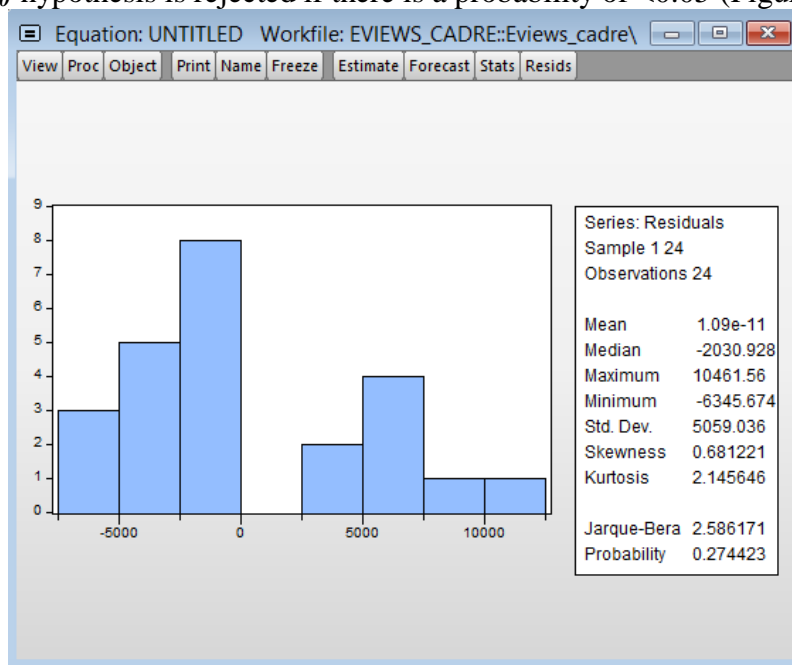 hypothesis is rejected if there is a probability of <0.05 (Figu
Equation: UNTITLED Workfile: EVIEWS_CADRE::Eviews_cadre\
View Proc Object Print Name Freeze Estimate Forecast Stats Resids
9
8
7
6
5
4
3
2
1
0
-5000 0 5000 10000
Series: Residuals
Sample 1 24
Observations 24
Mean 1.09e-11
Median -2030.928
Maximum 10461.56
Minimum -6345.674
Std. Dev. 5059.036
Skewness 0.681221
Kurtosis 2.145646
Jarque-Bera 2.586171
Probability 0.274423